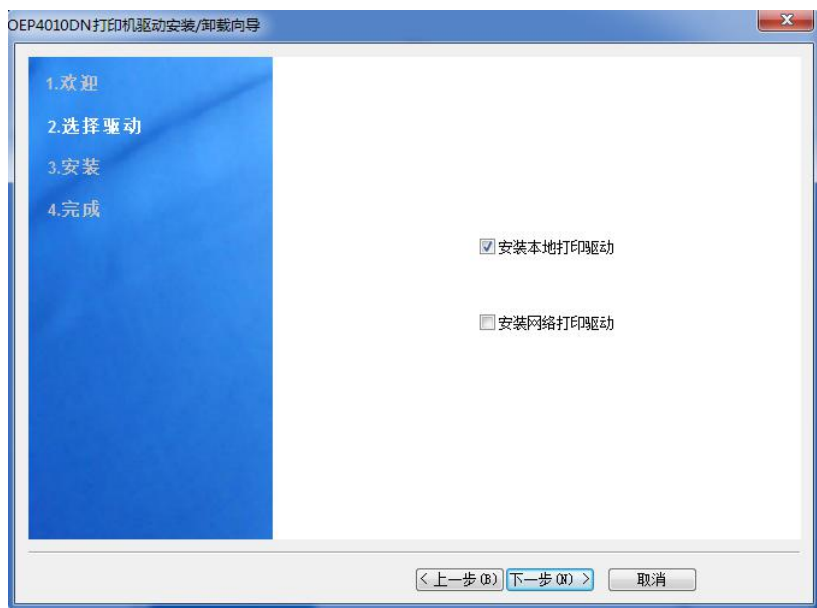 OEP4010DN打印机驱动安装/卸载向导
1.欢迎
2.选择驱动
3.安装
4.完成
安装本地打印驱动
安装网络打印驱动
<上一步(B)
下一步(N) >
取消